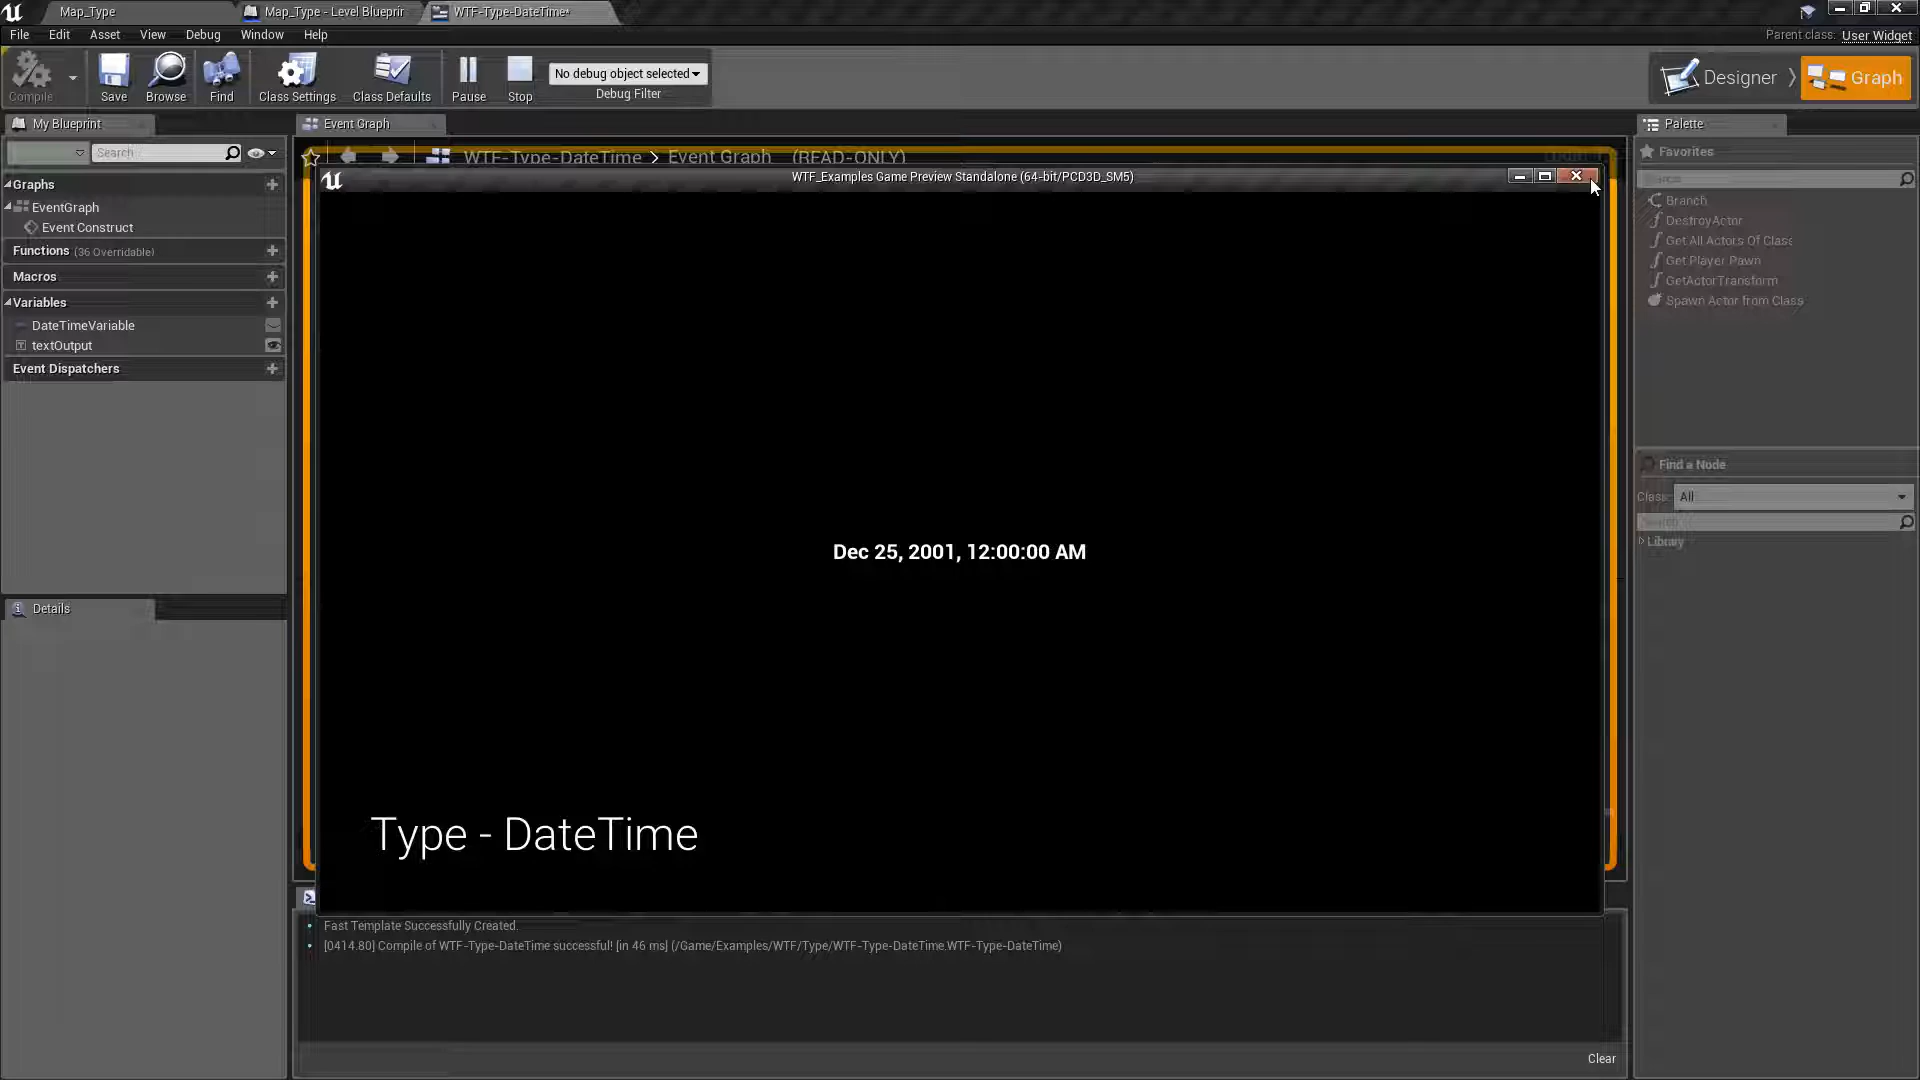 Map_Type
Map_Type - Level Blueprir
WTF-Type-DateTime*
File Edit Asset View Window Debug Window Help
Parent class: User Widget
Compile
Save
Browse
Find
Class Settings
Class Defaults
Pause
Stop
No debug object selected
Debug Filter
Designer
Graph
My Blueprint
Event Graph
Palette
Search
WTF-Type-DateTime > Event Graph (READ-ONLY)
Favorites
WTF_Examples Game Preview Standalone (64-bit/PCD3D_SM5)
Graphs
EventGraph
Event Construct
Functions (36 Overridable)
Macros
Variables
DateTimeVariable
textOutput
Event Dispatchers
Branch
DestroyActor
Get All Actors Of Class
Get Player Pawn
GetActorTransform
Spawn Actor from Class
Find a Node
Class: All
Library
Dec 25, 2001, 12:00:00 AM
Type - DateTime
Details
Fast Template Successfully Created.
[0414.80] Compile of WTF-Type-DateTime successful! [in 46 ms] (/Game/Examples/WTF/Type/WTF-Type-DateTime.WTF-Type-DateTime)
Clear